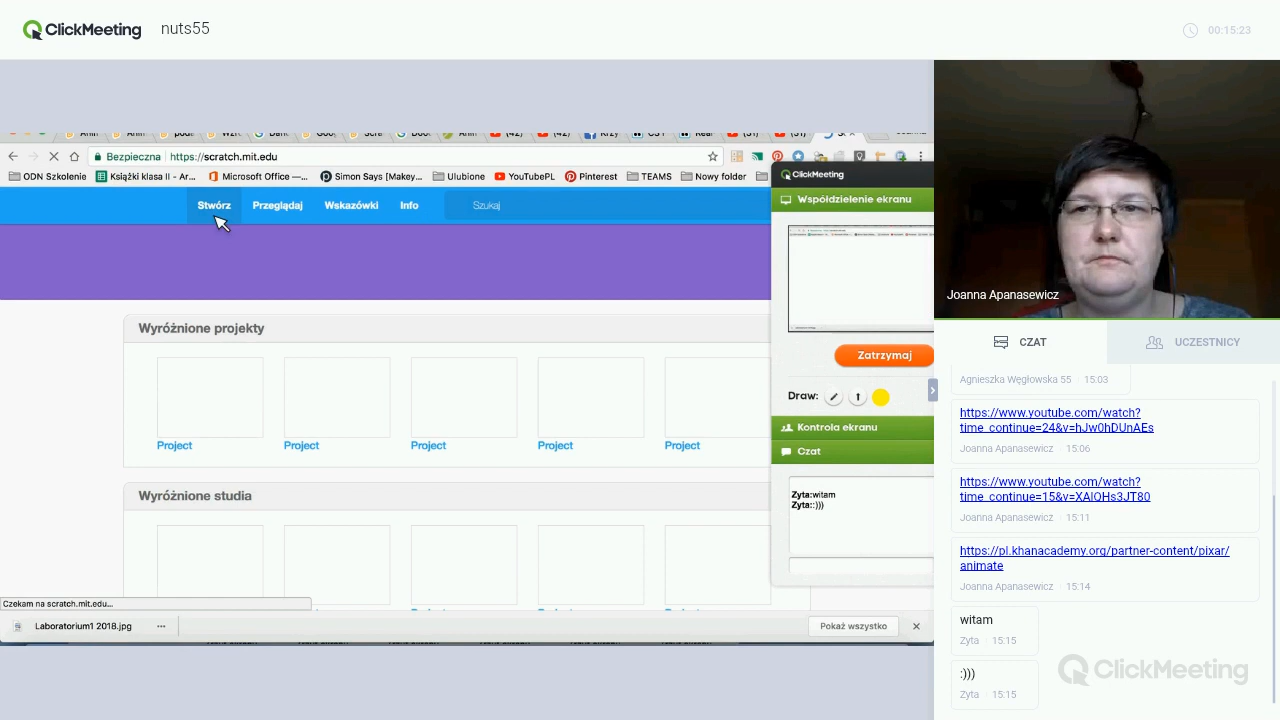 ClickMeeting
nuts55
00:15:23
Bezpieczna
https://scratch.mit.edu
ODN Szkolenie
Książki klasa II - Ar...
Microsoft Office —...
Simon Says [Makey...
Ulubione
YouTubePL
Pinterest
TEAMS
Nowy folder
Stwórz
Przeglądaj
Wskazówki
Info
Szukaj
Wyróżnione projekty
Project
Project
Project
Project
Project
Wyróżnione studia
Czekam na scratch.mit.edu...
Laboratorium1 2018.jpg
Pokaż wszystko
ClickMeeting
Współdzielenie ekranu
Zatrzymaj
Draw:
Kontrola ekranu
Czat
Zyta:witam
Zyta::)))
Joanna Apanasewicz
CZAT
UCZESTNICY
Agnieszka Węgłowska 55 15:03
https://www.youtube.com/watch?
time_continue=24&v=hJw0hDUnAEs
Joanna Apanasewicz 15:06
https://www.youtube.com/watch?
time_continue=15&v=XAlQHs3JT80
Joanna Apanasewicz 15:11
https://pl.khanacademy.org/partner-content/pixar/
animate
Joanna Apanasewicz 15:14
witam
Zyta 15:15
:)))
Zyta 15:15
ClickMeeting